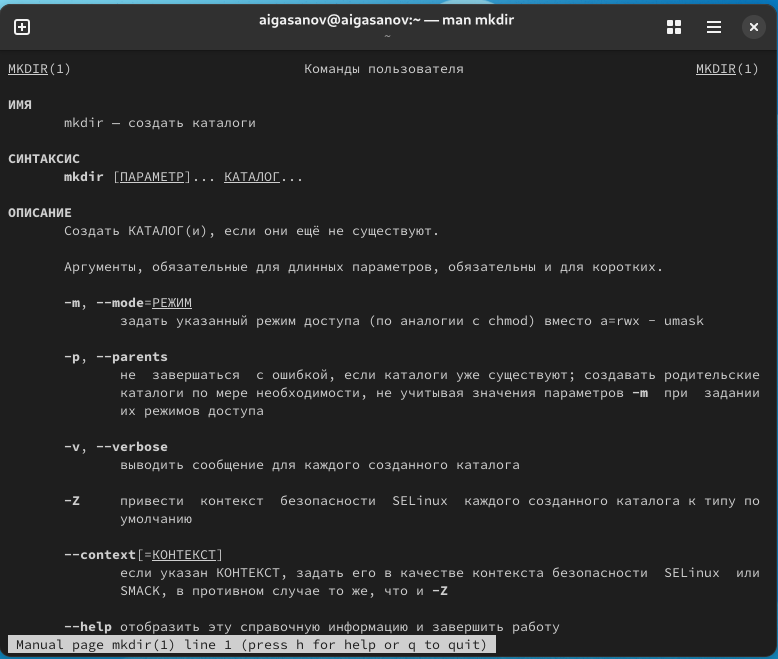 aigasanov@aigasanov:~ — man mkdir
~
MKDIR(1) Команды пользователя MKDIR(1)
ИМЯ
mkdir — создать каталоги
СИНТАКСИС
mkdir [ПАРАМЕТР]... КАТАЛОГ...
ОПИСАНИЕ
Создать КАТАЛОГ(и), если они ещё не существуют.
Аргументы, обязательные для длинных параметров, обязательны и для коротких.
-m, --mode=РЕЖИМ
задать указанный режим доступа (по аналогии с chmod) вместо a=rwx - umask
-p, --parents
не завершаться с ошибкой, если каталоги уже существуют; создавать родительские
каталоги по мере необходимости, не учитывая значения параметров -m при задании
их режимов доступа
-v, --verbose
выводить сообщение для каждого созданного каталога
-Z привести контекст безопасности SELinux каждого созданного каталога к типу по
умолчанию
--context[=КОНТЕКСТ]
если указан КОНТЕКСТ, задать его в качестве контекста безопасности SELinux или
SMACK, в противном случае то же, что и -Z
--help отобразить эту справочную информацию и завершить работу
Manual page mkdir(1) line 1 (press h for help or q to quit)